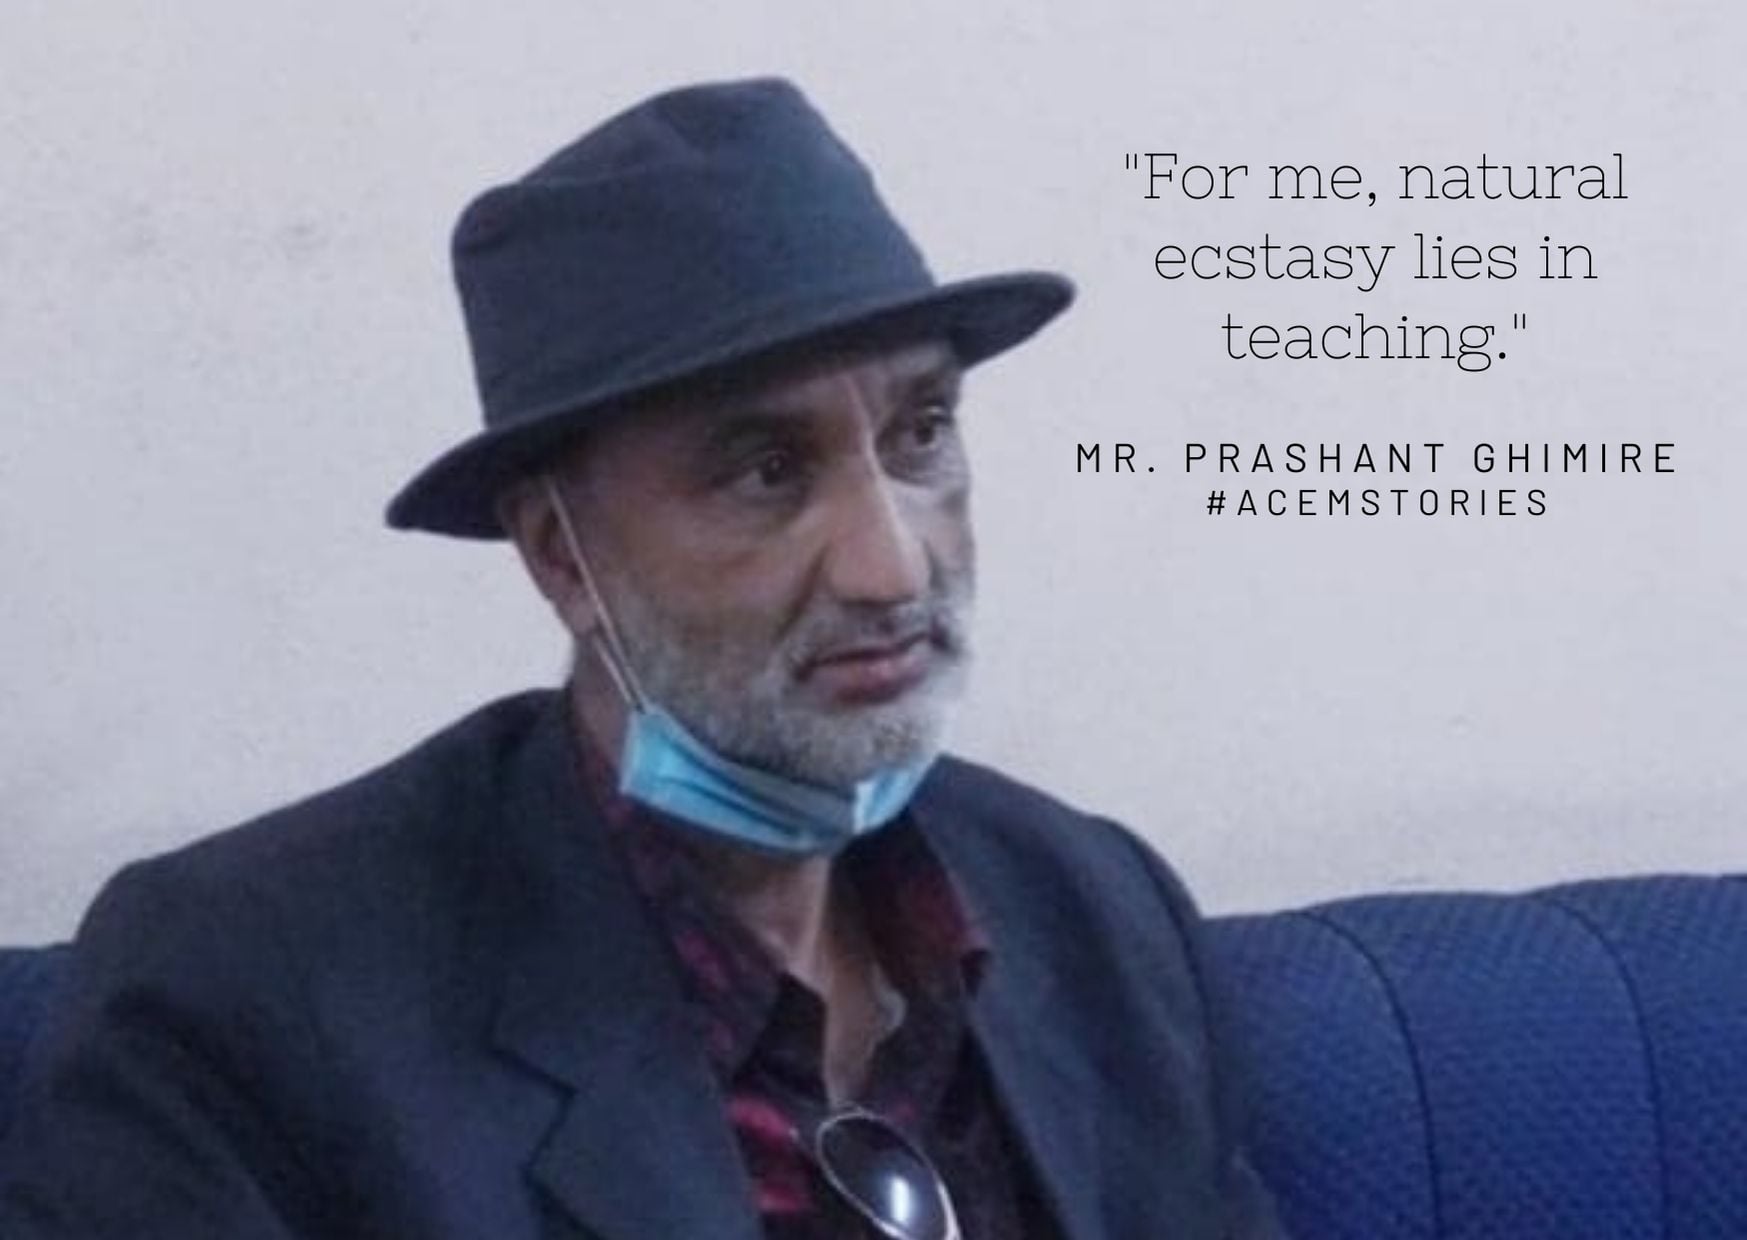 "For me, natural
ecstasy lies in
teaching."
MR. PRASHANT GHIMIRE
#ACEMSTORIES